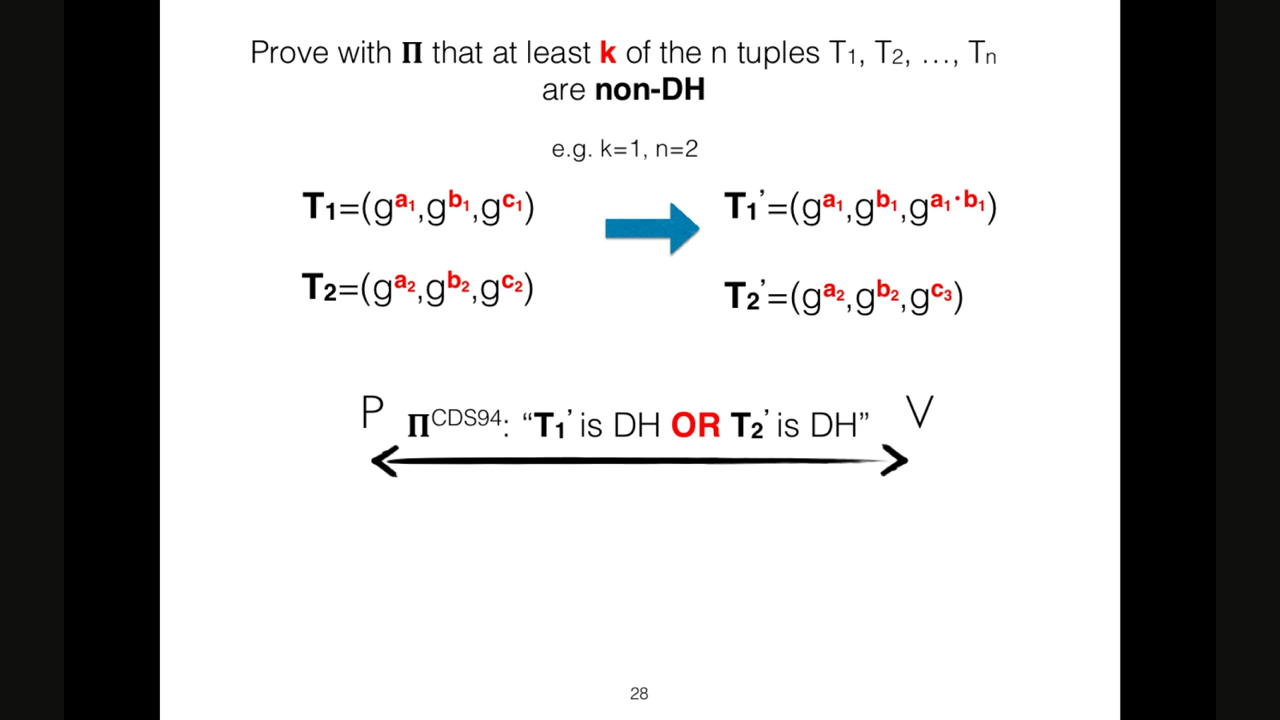 Prove with Π that at least k of the n tuples T₁, T₂, …, Tₙ
are non-DH
e.g. k=1, n=2
T₁=(g^a₁,g^b₁,g^c₁)
T₁’=(g^a₁,g^b₁,g^a₁·b₁)
T₂=(g^a₂,g^b₂,g^c₂)
T₂’=(g^a₂,g^b₂,g^c₃)
P Π^CDS94: “T₁’ is DH OR T₂’ is DH” V
28